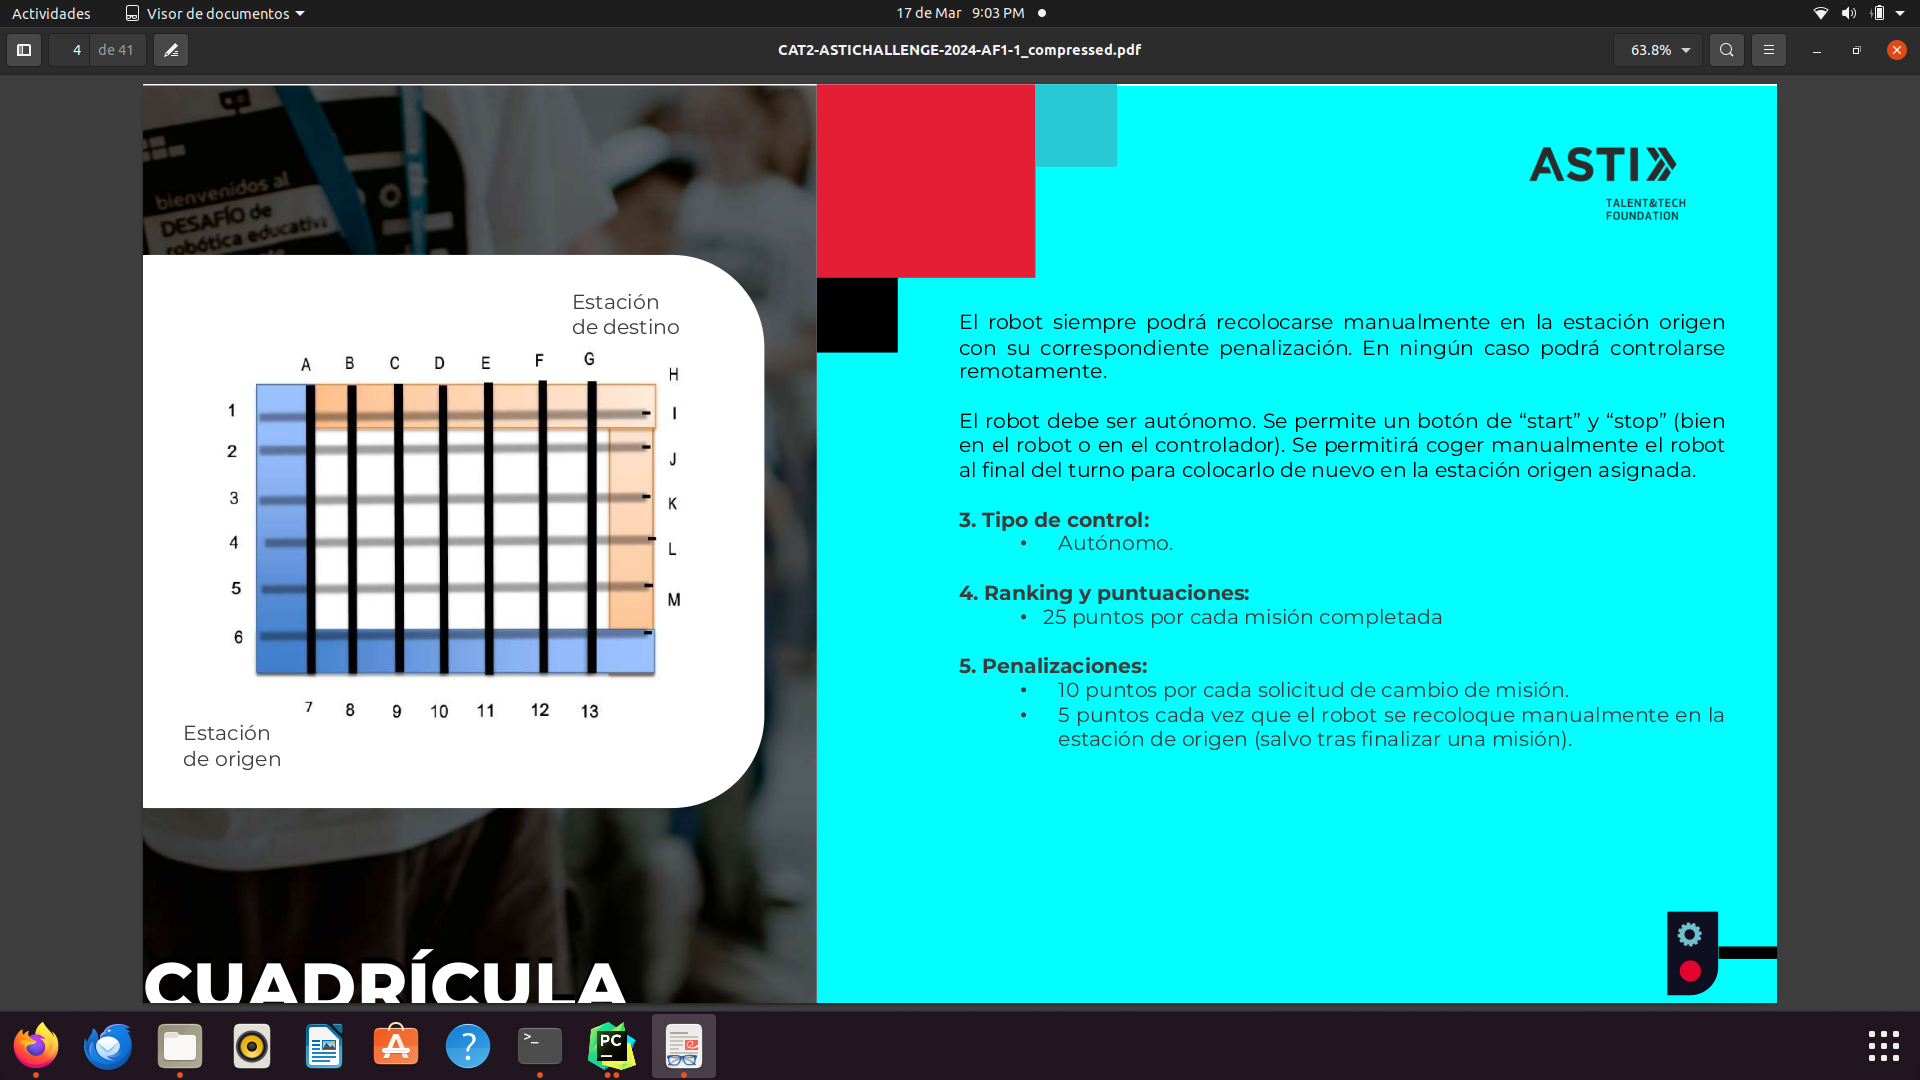 Actividades
Visor de documentos
17 de Mar 9:03 PM
4 de 41
CAT2-ASTICHALLENGE-2024-AF1-1_compressed.pdf
63.8%
bienvenidos al
DESAFÍO de
robótica educativa
Estación
de destino
A B C D E F G
H
1 I
2 J
3 K
4 L
5 M
6
7 8 9 10 11 12 13
Estación
de origen
CUADRÍCULA
ASTI
TALENT&TECH
FOUNDATION
El robot siempre podrá recolocarse manualmente en la estación origen
con su correspondiente penalización. En ningún caso podrá controlarse
remotamente.
El robot debe ser autónomo. Se permite un botón de “start” y “stop” (bien
en el robot o en el controlador). Se permitirá coger manualmente el robot
al final del turno para colocarlo de nuevo en la estación origen asignada.
3. Tipo de control:
• Autónomo.
4. Ranking y puntuaciones:
• 25 puntos por cada misión completada
5. Penalizaciones:
• 10 puntos por cada solicitud de cambio de misión.
• 5 puntos cada vez que el robot se recoloque manualmente en la
estación de origen (salvo tras finalizar una misión).
PC